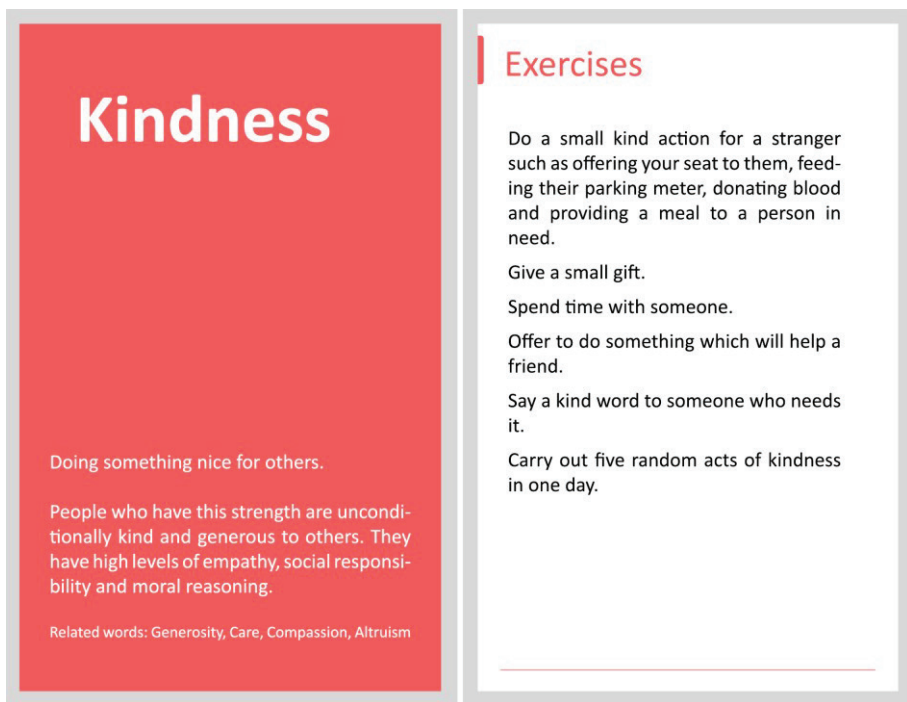 Kindness
Doing something nice for others.
People who have this strength are uncondi-
tionally kind and generous to others. They
have high levels of empathy, social responsi-
bility and moral reasoning.
Related words: Generosity, Care, Compassion, Altruism
Exercises
Do a small kind action for a stranger
such as offering your seat to them, feed-
ing their parking meter, donating blood
and providing a meal to a person in
need.
Give a small gift.
Spend time with someone.
Offer to do something which will help a
friend.
Say a kind word to someone who needs
it.
Carry out five random acts of kindness
in one day.